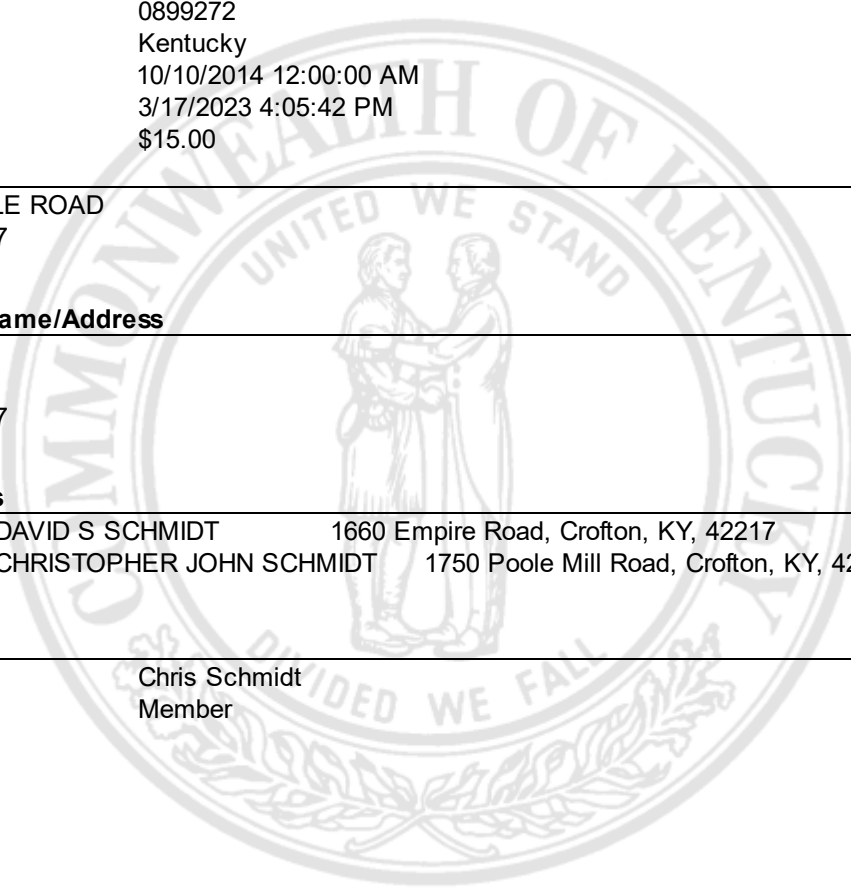 0899272
Kentucky
10/10/2014 12:00:00 AM
3/17/2023 4:05:42 PM
$15.00
LE ROAD
7
ame/Address
7
s
DAVID S SCHMIDT 1660 Empire Road, Crofton, KY, 42217
CHRISTOPHER JOHN SCHMIDT 1750 Poole Mill Road, Crofton, KY, 42
Chris Schmidt
Member
COMMONWEALTH OF KENTUCKY
UNITED WE STAND
DIVIDED WE FALL